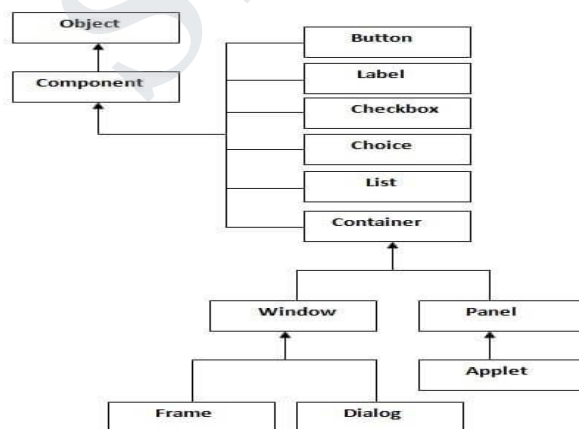 Object
Component
Button
Label
Checkbox
Choice
List
Container
Window
Panel
Applet
Frame
Dialog